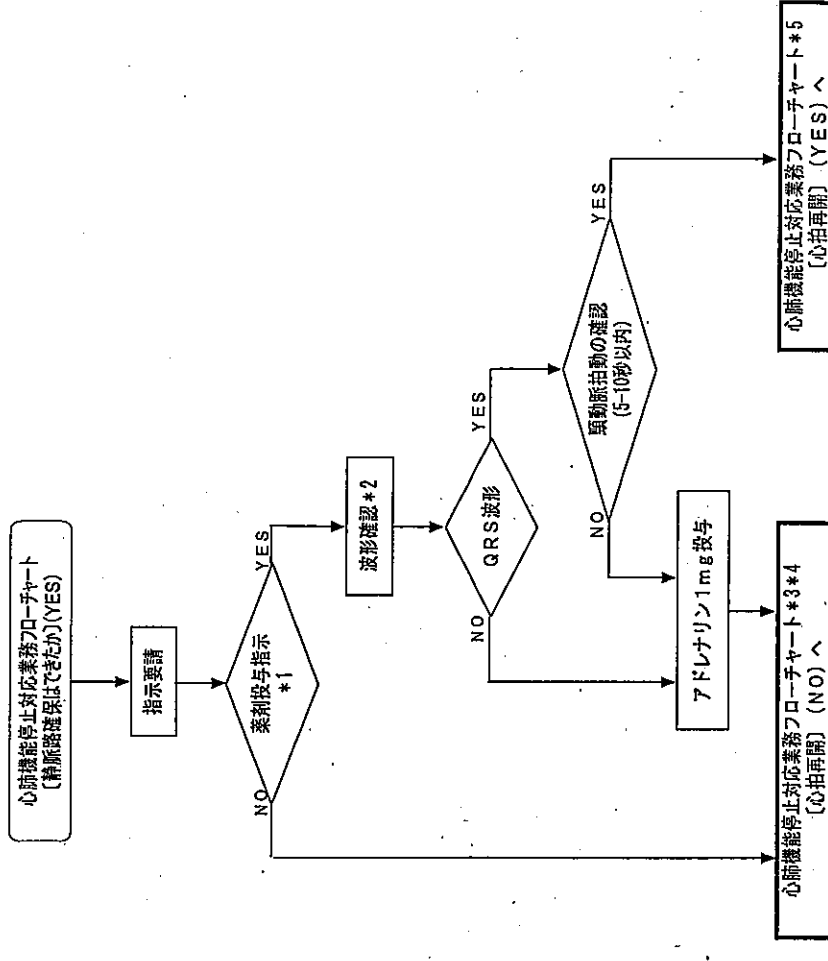 心肺機能停止対応業務フローチャート
〔静脈路確保はできたか〕(YES)
指示要請
薬剤投与指示
*1
NO
YES
波形確認*2
QRS波形
NO
YES
頸動脈拍動の確認
(5-10秒以内)
NO
YES
アドレナリン1mg投与
心肺機能停止対応業務フローチャート*3*4
〔心拍再開〕 (NO) へ
心肺機能停止対応業務フローチャート*5
〔心拍再開〕 (YES) へ